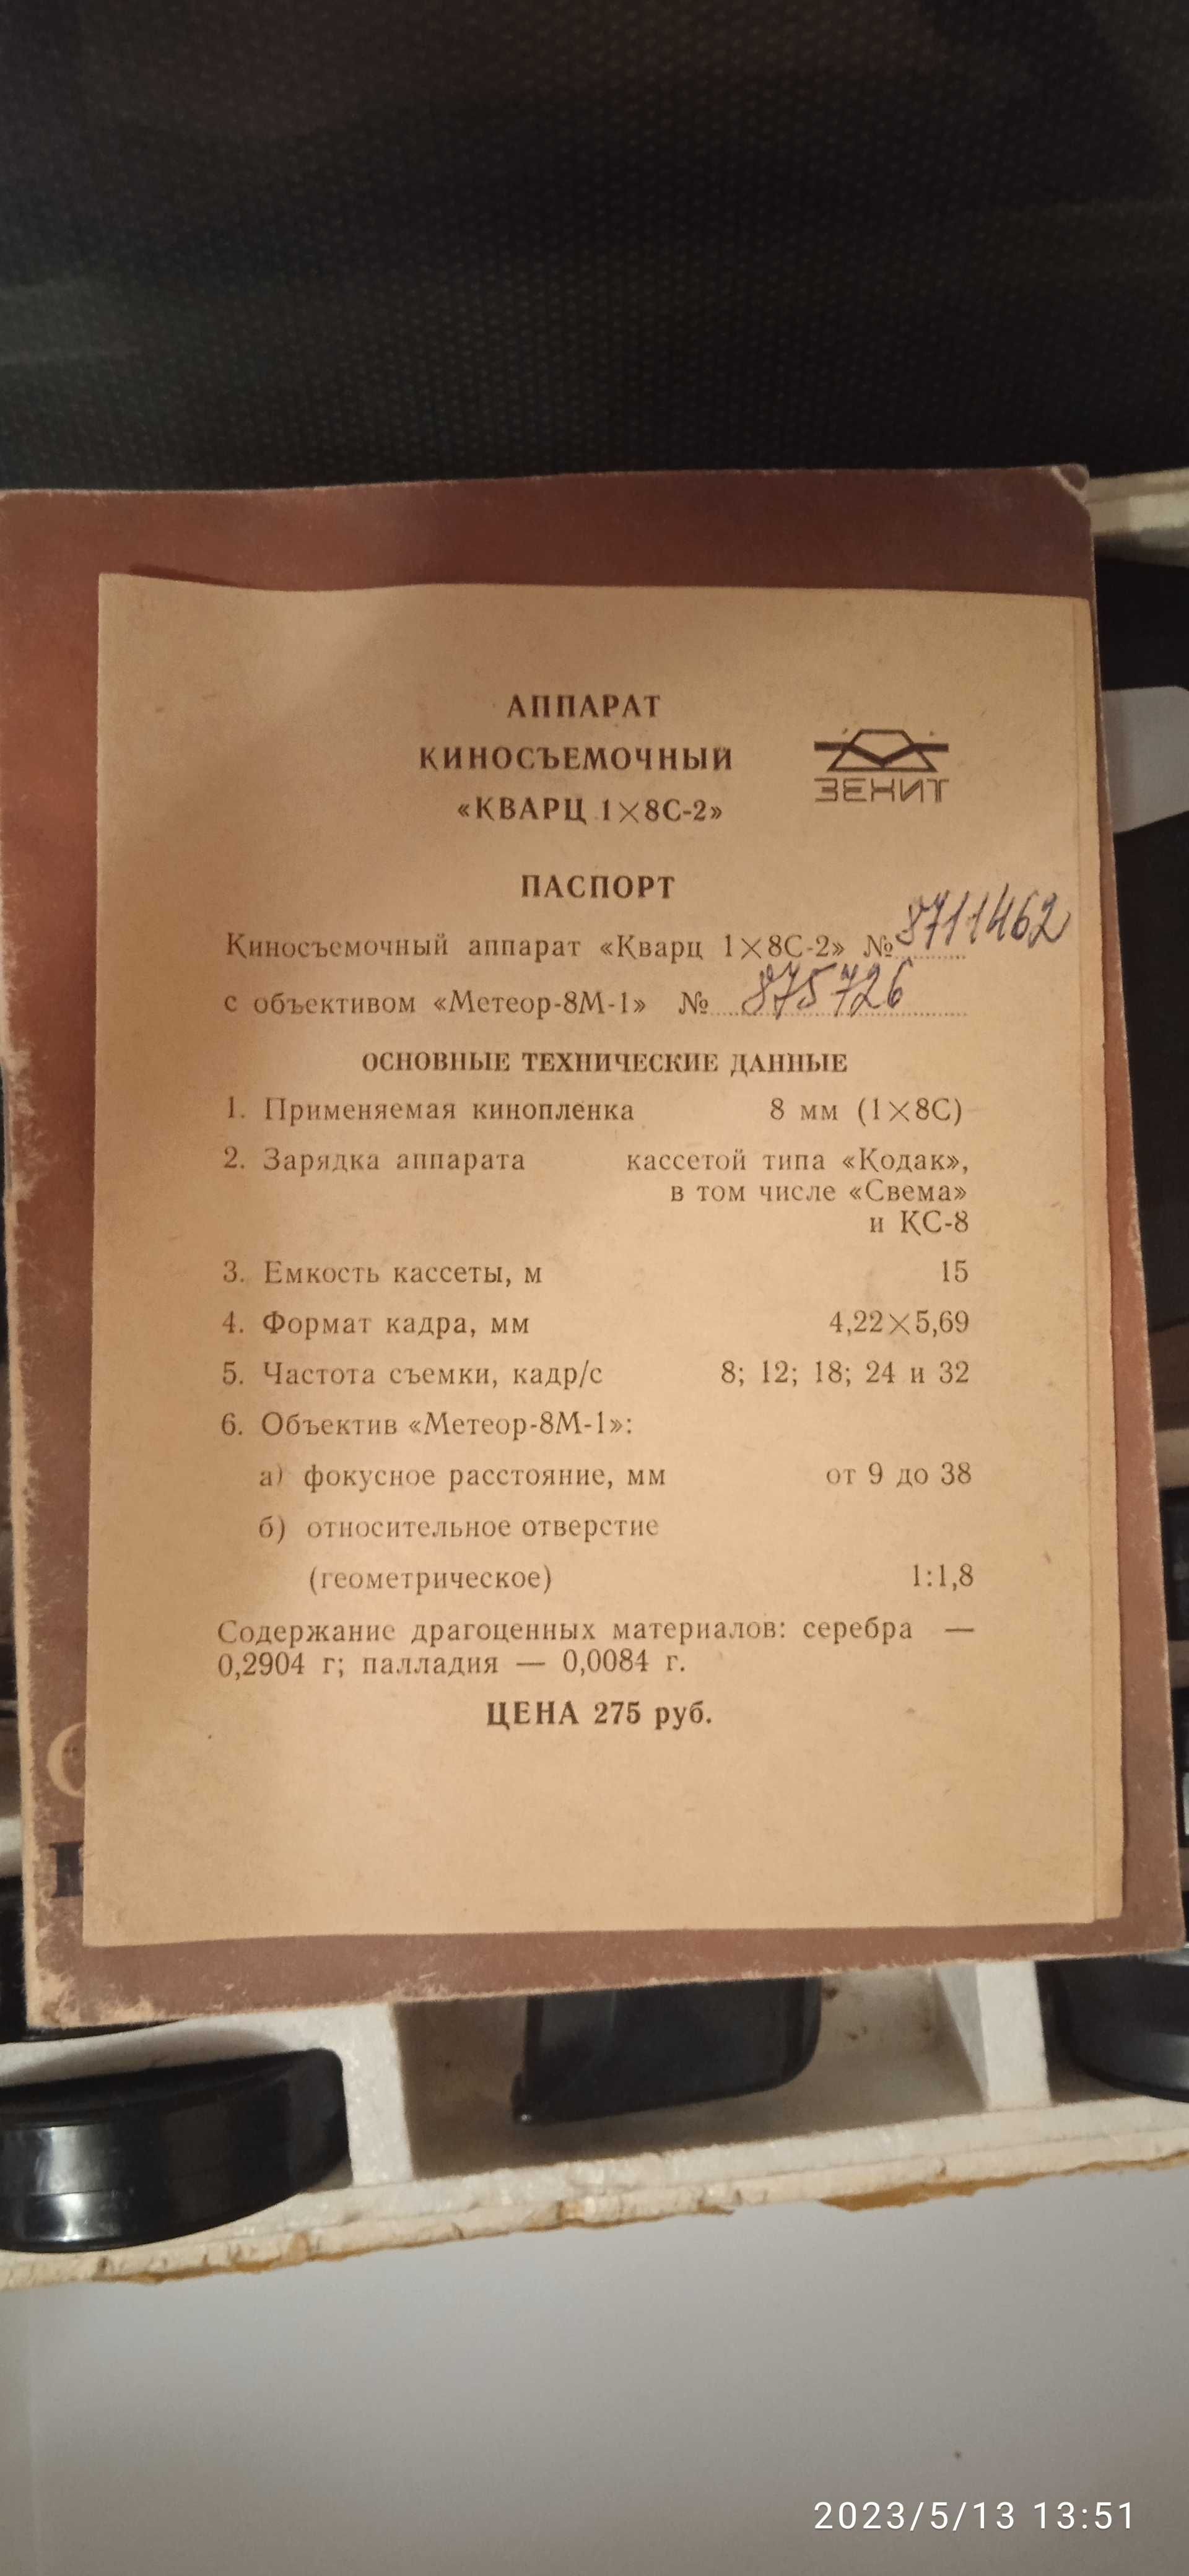 АППАРАТ
КИНОСЪЕМОЧНЫЙ
«КВАРЦ 1×8С-2»
ЗЕНИТ
ПАСПОРТ
Киносъемочный аппарат «Кварц 1×8С-2» № 8711462
с объективом «Метеор-8М-1» № 875726
ОСНОВНЫЕ ТЕХНИЧЕСКИЕ ДАННЫЕ
1. Применяемая кинопленка 8 мм (1×8С)
2. Зарядка аппарата кассетой типа «Кодак»,
в том числе «Свема»
и КС-8
3. Емкость кассеты, м 15
4. Формат кадра, мм 4,22×5,69
5. Частота съемки, кадр/с 8; 12; 18; 24 и 32
6. Объектив «Метеор-8М-1»:
а) фокусное расстояние, мм от 9 до 38
б) относительное отверстие
(геометрическое) 1:1,8
Содержание драгоценных материалов: серебра —
0,2904 г; палладия — 0,0084 г.
ЦЕНА 275 руб.
2023/5/13 13:51